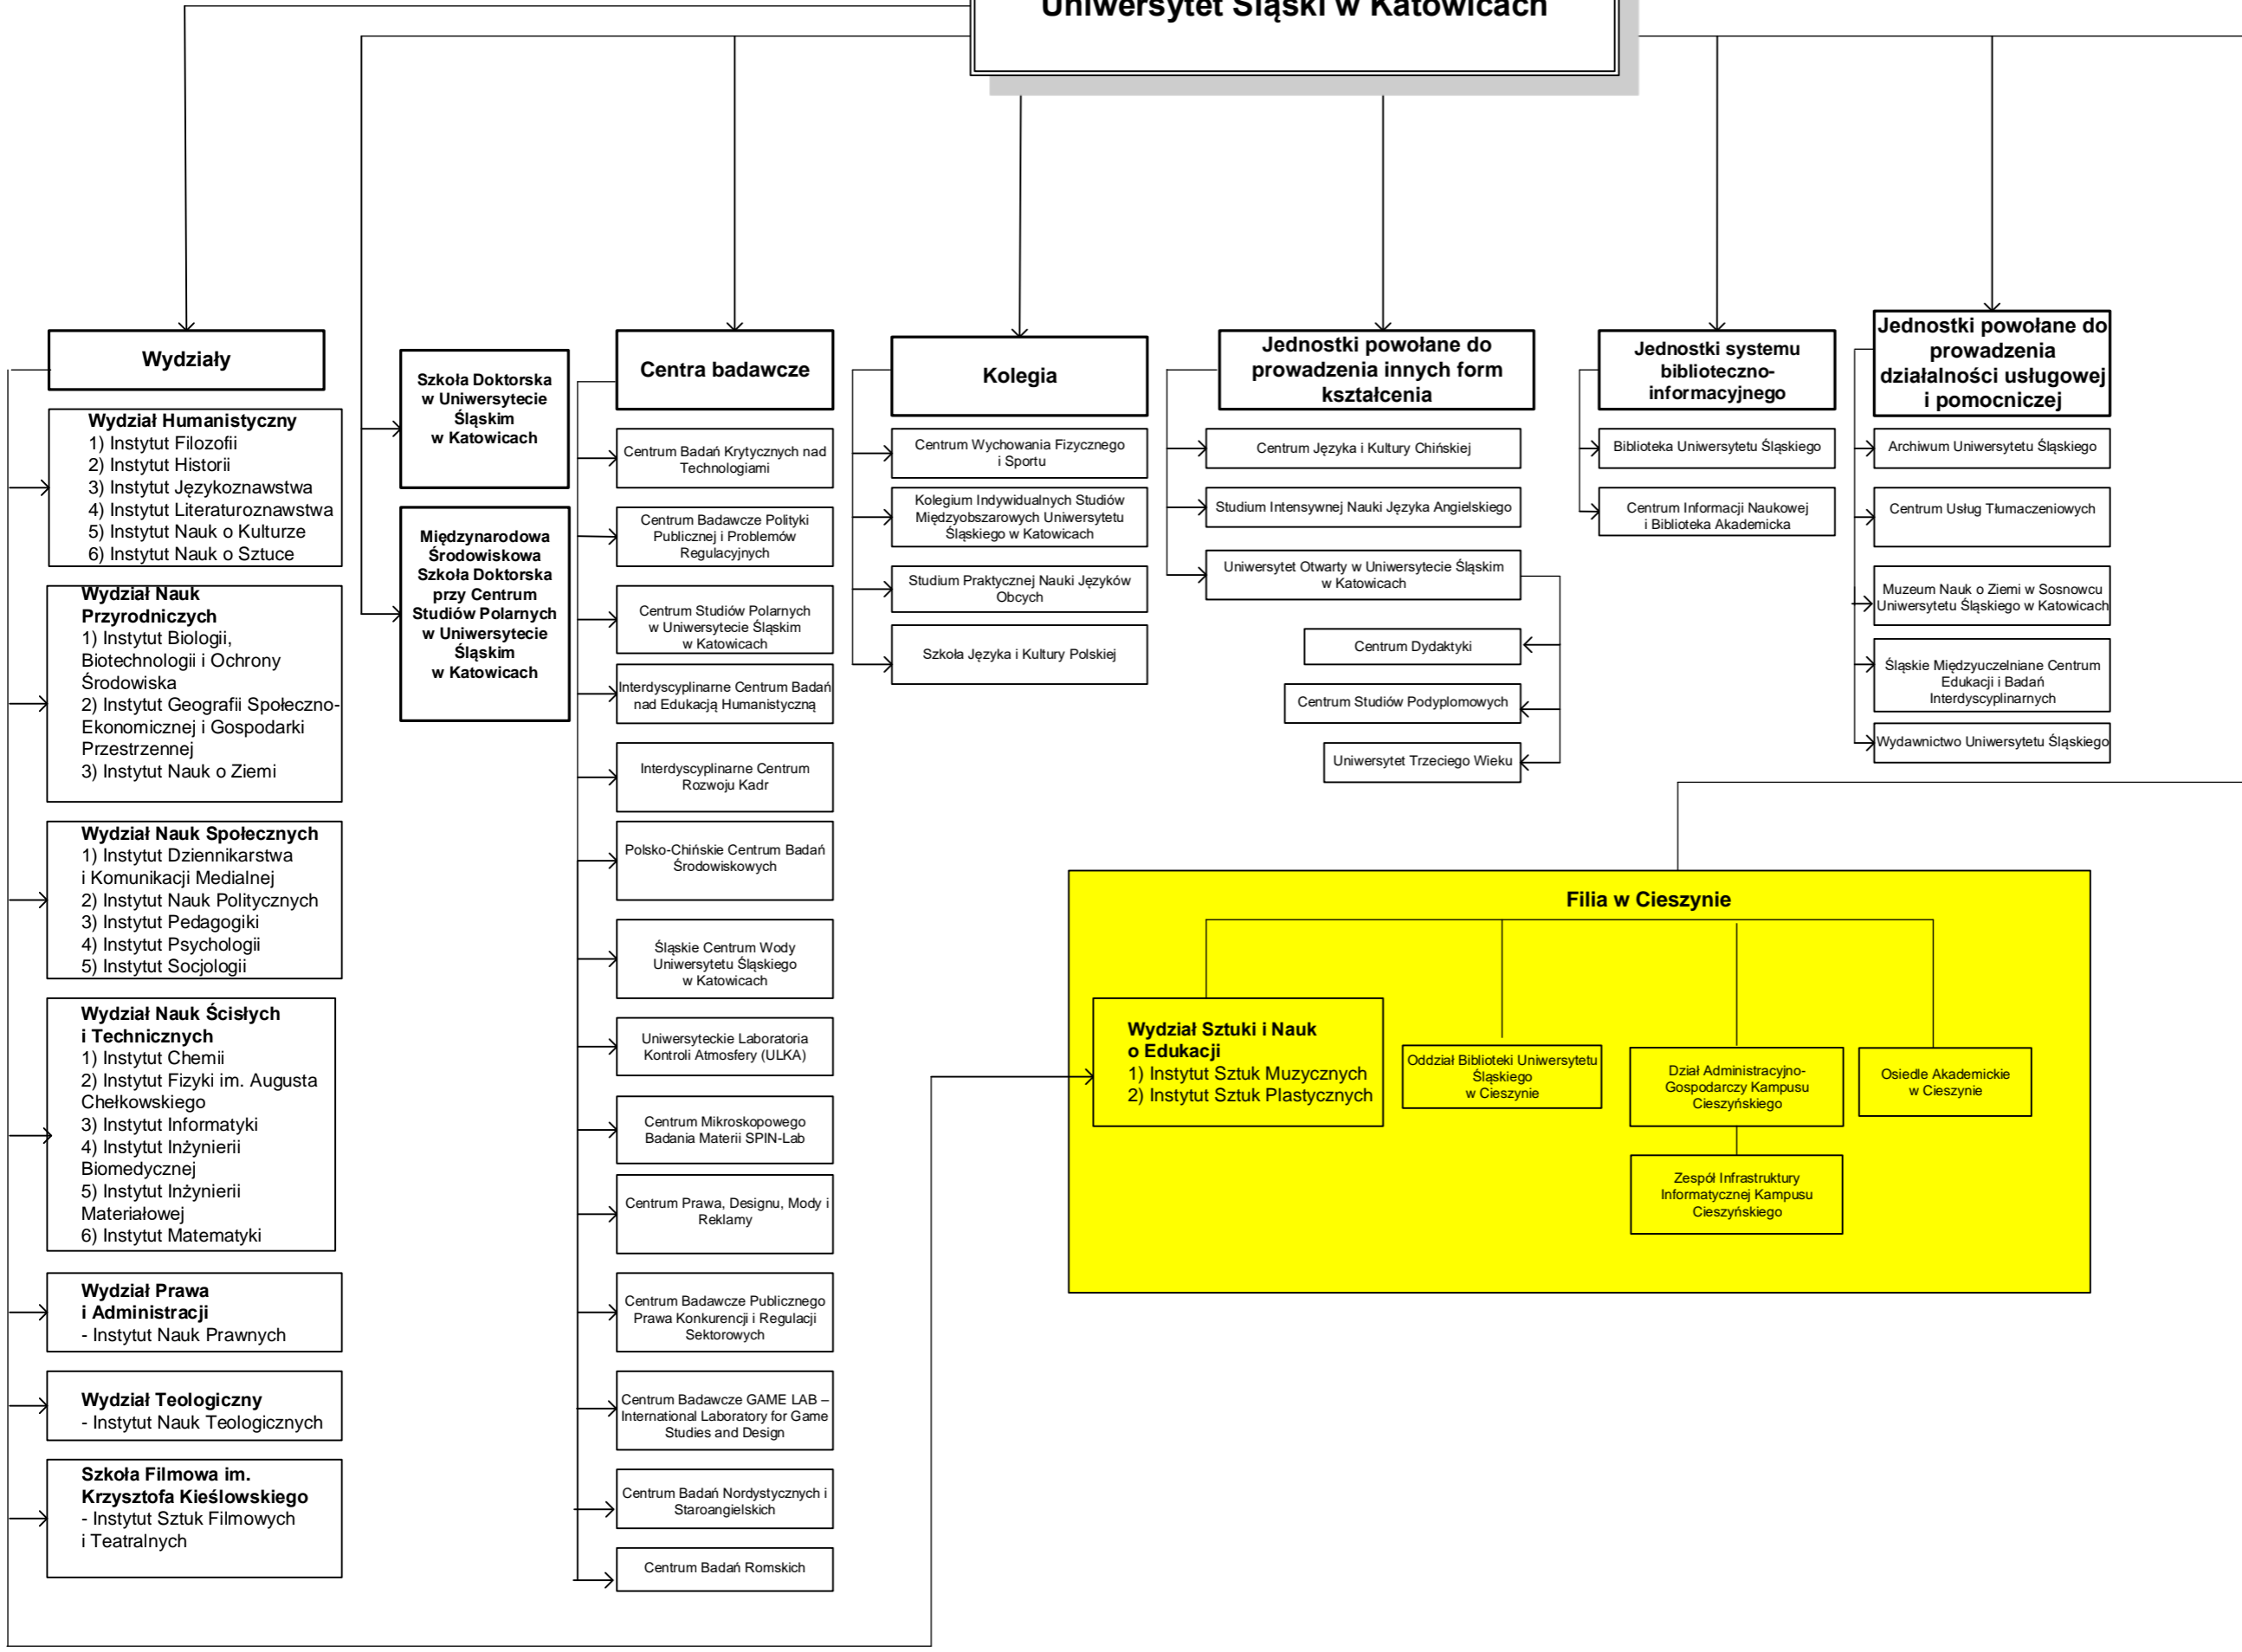 Uniwersytet Śląski w Katowicach
Wydziały
Wydział Humanistyczny
1) Instytut Filozofii
2) Instytut Historii
3) Instytut Językoznawstwa
4) Instytut Literaturoznawstwa
5) Instytut Nauk o Kulturze
6) Instytut Nauk o Sztuce
Wydział Nauk
Przyrodniczych
1) Instytut Biologii,
Biotechnologii i Ochrony
Środowiska
2) Instytut Geografii Społeczno-
Ekonomicznej i Gospodarki
Przestrzennej
3) Instytut Nauk o Ziemi
Wydział Nauk Społecznych
1) Instytut Dziennikarstwa
i Komunikacji Medialnej
2) Instytut Nauk Politycznych
3) Instytut Pedagogiki
4) Instytut Psychologii
5) Instytut Socjologii
Wydział Nauk Ścisłych
i Technicznych
1) Instytut Chemii
2) Instytut Fizyki im. Augusta
Chełkowskiego
3) Instytut Informatyki
4) Instytut Inżynierii
Biomedycznej
5) Instytut Inżynierii
Materiałowej
6) Instytut Matematyki
Wydział Prawa
i Administracji
- Instytut Nauk Prawnych
Wydział Teologiczny
- Instytut Nauk Teologicznych
Szkoła Filmowa im.
Krzysztofa Kieślowskiego
- Instytut Sztuk Filmowych
i Teatralnych
Szkoła Doktorska
w Uniwersytecie
Śląskim
w Katowicach
Międzynarodowa
Środowiskowa
Szkoła Doktorska
przy Centrum
Studiów Polarnych
w Uniwersytecie
Śląskim
w Katowicach
Centra badawcze
Centrum Badań Krytycznych nad
Technologiami
Centrum Badawcze Polityki
Publicznej i Problemów
Regulacyjnych
Centrum Studiów Polarnych
w Uniwersytecie Śląskim
w Katowicach
Interdyscyplinarne Centrum Badań
nad Edukacją Humanistyczną
Interdyscyplinarne Centrum
Rozwoju Kadr
Polsko-Chińskie Centrum Badań
Środowiskowych
Śląskie Centrum Wody
Uniwersytetu Śląskiego
w Katowicach
Uniwersyteckie Laboratoria
Kontroli Atmosfery (ULKA)
Centrum Mikroskopowego
Badania Materii SPIN-Lab
Centrum Prawa, Designu, Mody i
Reklamy
Centrum Badawcze Publicznego
Prawa Konkurencji i Regulacji
Sektorowych
Centrum Badawcze GAME LAB –
International Laboratory for Game
Studies and Design
Centrum Badań Nordystycznych i
Staroangielskich
Centrum Badań Romskich
Kolegia
Centrum Wychowania Fizycznego
i Sportu
Kolegium Indywidualnych Studiów
Międzyobszarowych Uniwersytetu
Śląskiego w Katowicach
Studium Praktycznej Nauki Języków
Obcych
Szkoła Języka i Kultury Polskiej
Jednostki powołane do
prowadzenia innych form
kształcenia
Centrum Języka i Kultury Chińskiej
Studium Intensywnej Nauki Języka Angielskiego
Uniwersytet Otwarty w Uniwersytecie Śląskim
w Katowicach
Centrum Dydaktyki
Centrum Studiów Podyplomowych
Uniwersytet Trzeciego Wieku
Jednostki systemu
biblioteczno-
informacyjnego
Biblioteka Uniwersytetu Śląskiego
Centrum Informacji Naukowej
i Biblioteka Akademicka
Jednostki powołane do
prowadzenia
działalności usługowej
i pomocniczej
Archiwum Uniwersytetu Śląskiego
Centrum Usług Tłumaczeniowych
Muzeum Nauk o Ziemi w Sosnowcu
Uniwersytetu Śląskiego w Katowicach
Śląskie Międzyuczelniane Centrum
Edukacji i Badań
Interdyscyplinarnych
Wydawnictwo Uniwersytetu Śląskiego
Filia w Cieszynie
Wydział Sztuki i Nauk
o Edukacji
1) Instytut Sztuk Muzycznych
2) Instytut Sztuk Plastycznych
Oddział Biblioteki Uniwersytetu
Śląskiego
w Cieszynie
Dział Administracyjno-
Gospodarczy Kampusu
Cieszyńskiego
Zespół Infrastruktury
Informatycznej Kampusu
Cieszyńskiego
Osiedle Akademickie
w Cieszynie